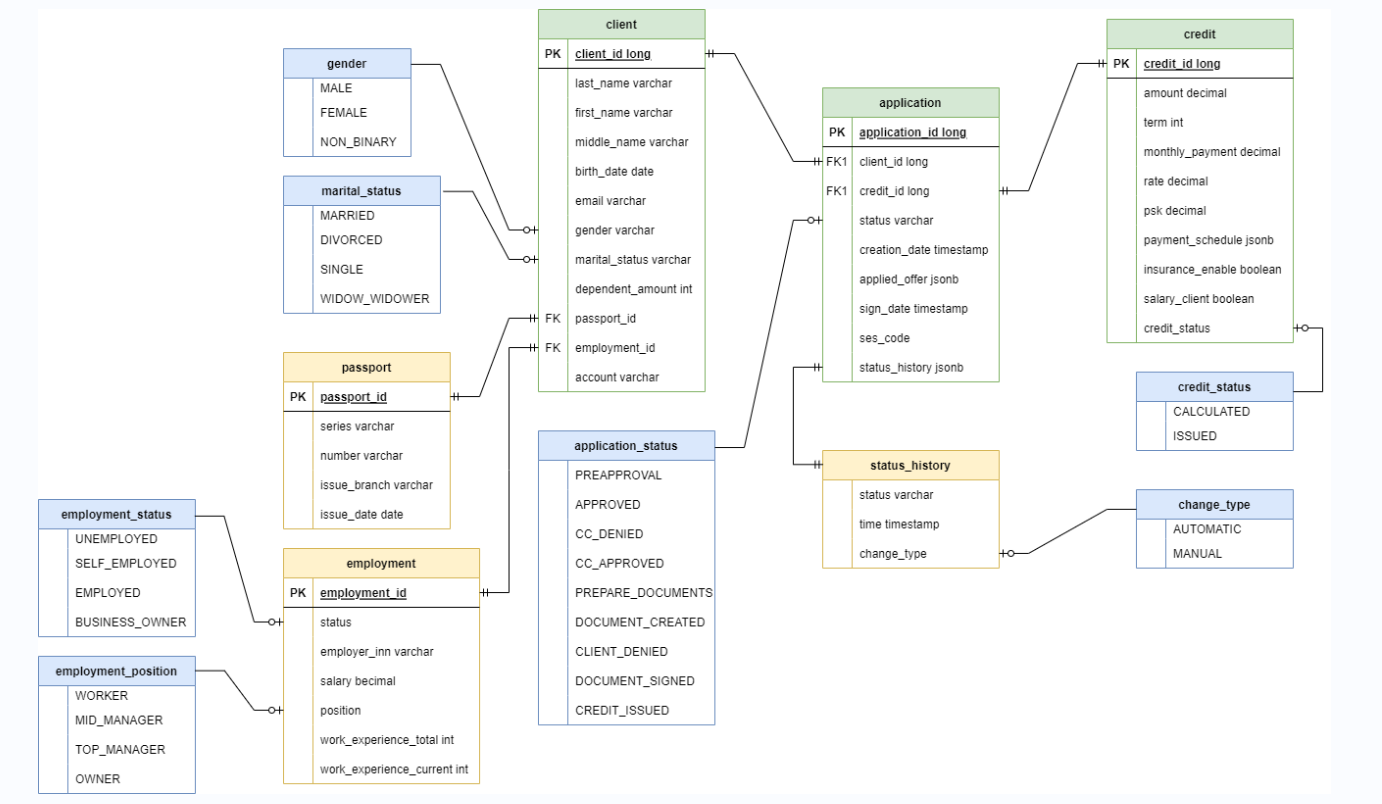 client
PK client_id long
last_name varchar
first_name varchar
middle_name varchar
birth_date date
email varchar
gender varchar
marital_status varchar
dependent_amount int
FK passport_id
FK employment_id
account varchar
gender
MALE
FEMALE
NON_BINARY
marital_status
MARRIED
DIVORCED
SINGLE
WIDOW_WIDOWER
passport
PK passport_id
series varchar
number varchar
issue_branch varchar
issue_date date
employment_status
UNEMPLOYED
SELF_EMPLOYED
EMPLOYED
BUSINESS_OWNER
employment_position
WORKER
MID_MANAGER
TOP_MANAGER
OWNER
employment
PK employment_id
status
employer_inn varchar
salary becimal
position
work_experience_total int
work_experience_current int
application_status
PREAPPROVAL
APPROVED
CC_DENIED
CC_APPROVED
PREPARE_DOCUMENTS
DOCUMENT_CREATED
CLIENT_DENIED
DOCUMENT_SIGNED
CREDIT_ISSUED
application
PK application_id long
FK1 client_id long
FK1 credit_id long
status varchar
creation_date timestamp
applied_offer jsonb
sign_date timestamp
ses_code
status_history jsonb
status_history
status varchar
time timestamp
change_type
credit
PK credit_id long
amount decimal
term int
monthly_payment decimal
rate decimal
psk decimal
payment_schedule jsonb
insurance_enable boolean
salary_client boolean
credit_status
credit_status
CALCULATED
ISSUED
change_type
AUTOMATIC
MANUAL